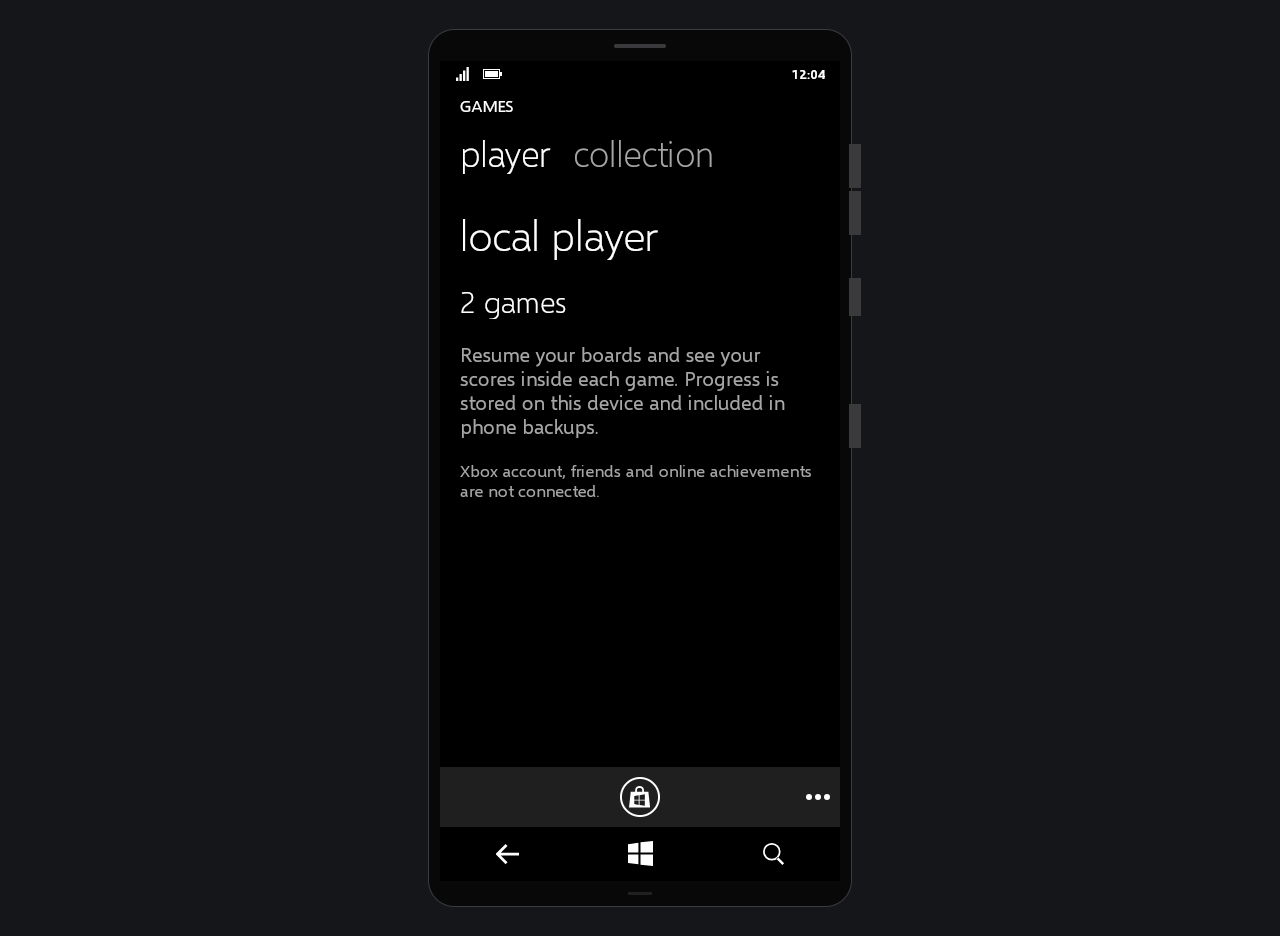 12:04
GAMES
player collection
local player
2 games
Resume your boards and see your
scores inside each game. Progress is
stored on this device and included in
phone backups.
Xbox account, friends and online achievements
are not connected.